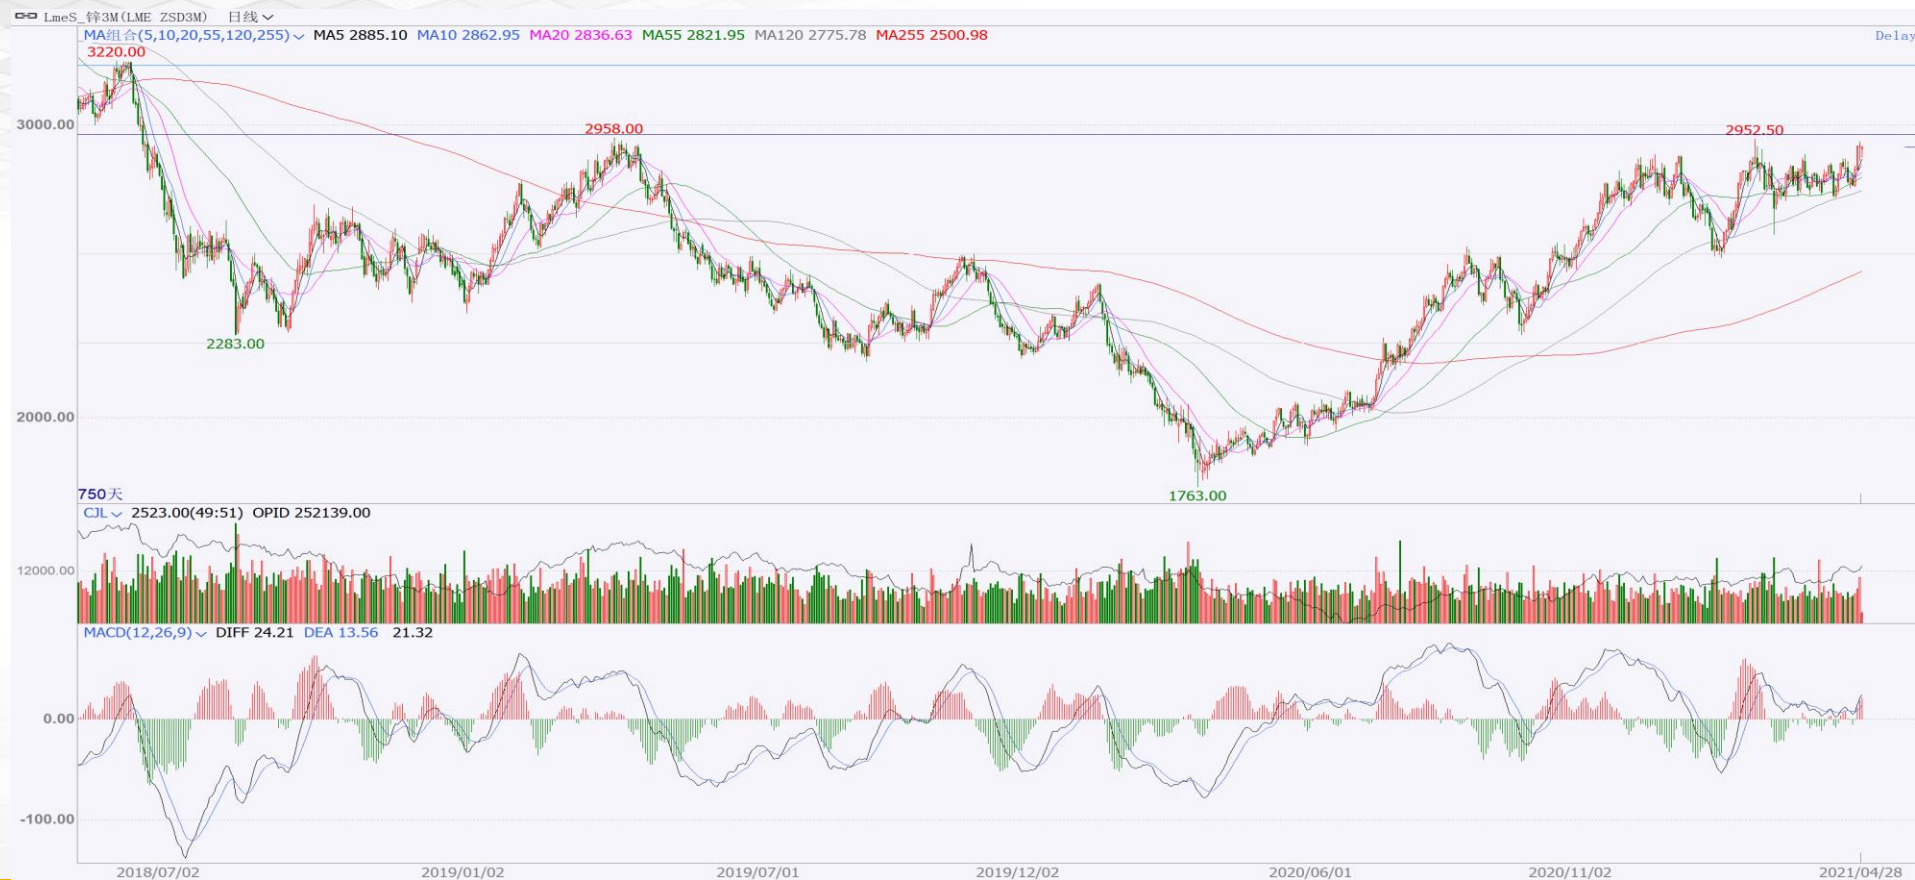 LmeS_锌3M(LME ZSD3M) 日线
MA组合(5,10,20,55,120,255) MA5 2885.10 MA10 2862.95 MA20 2836.63 MA55 2821.95 MA120 2775.78 MA255 2500.98
Delay
3220.00
3000.00
2958.00
2952.50
2283.00
2000.00
750天
1763.00
CJL 2523.00(49:51) OPID 252139.00
12000.00
MACD(12,26,9) DIFF 24.21 DEA 13.56 21.32
0.00
-100.00
2018/07/02 2019/01/02 2019/07/01 2019/12/02 2020/06/01 2020/11/02 2021/04/28